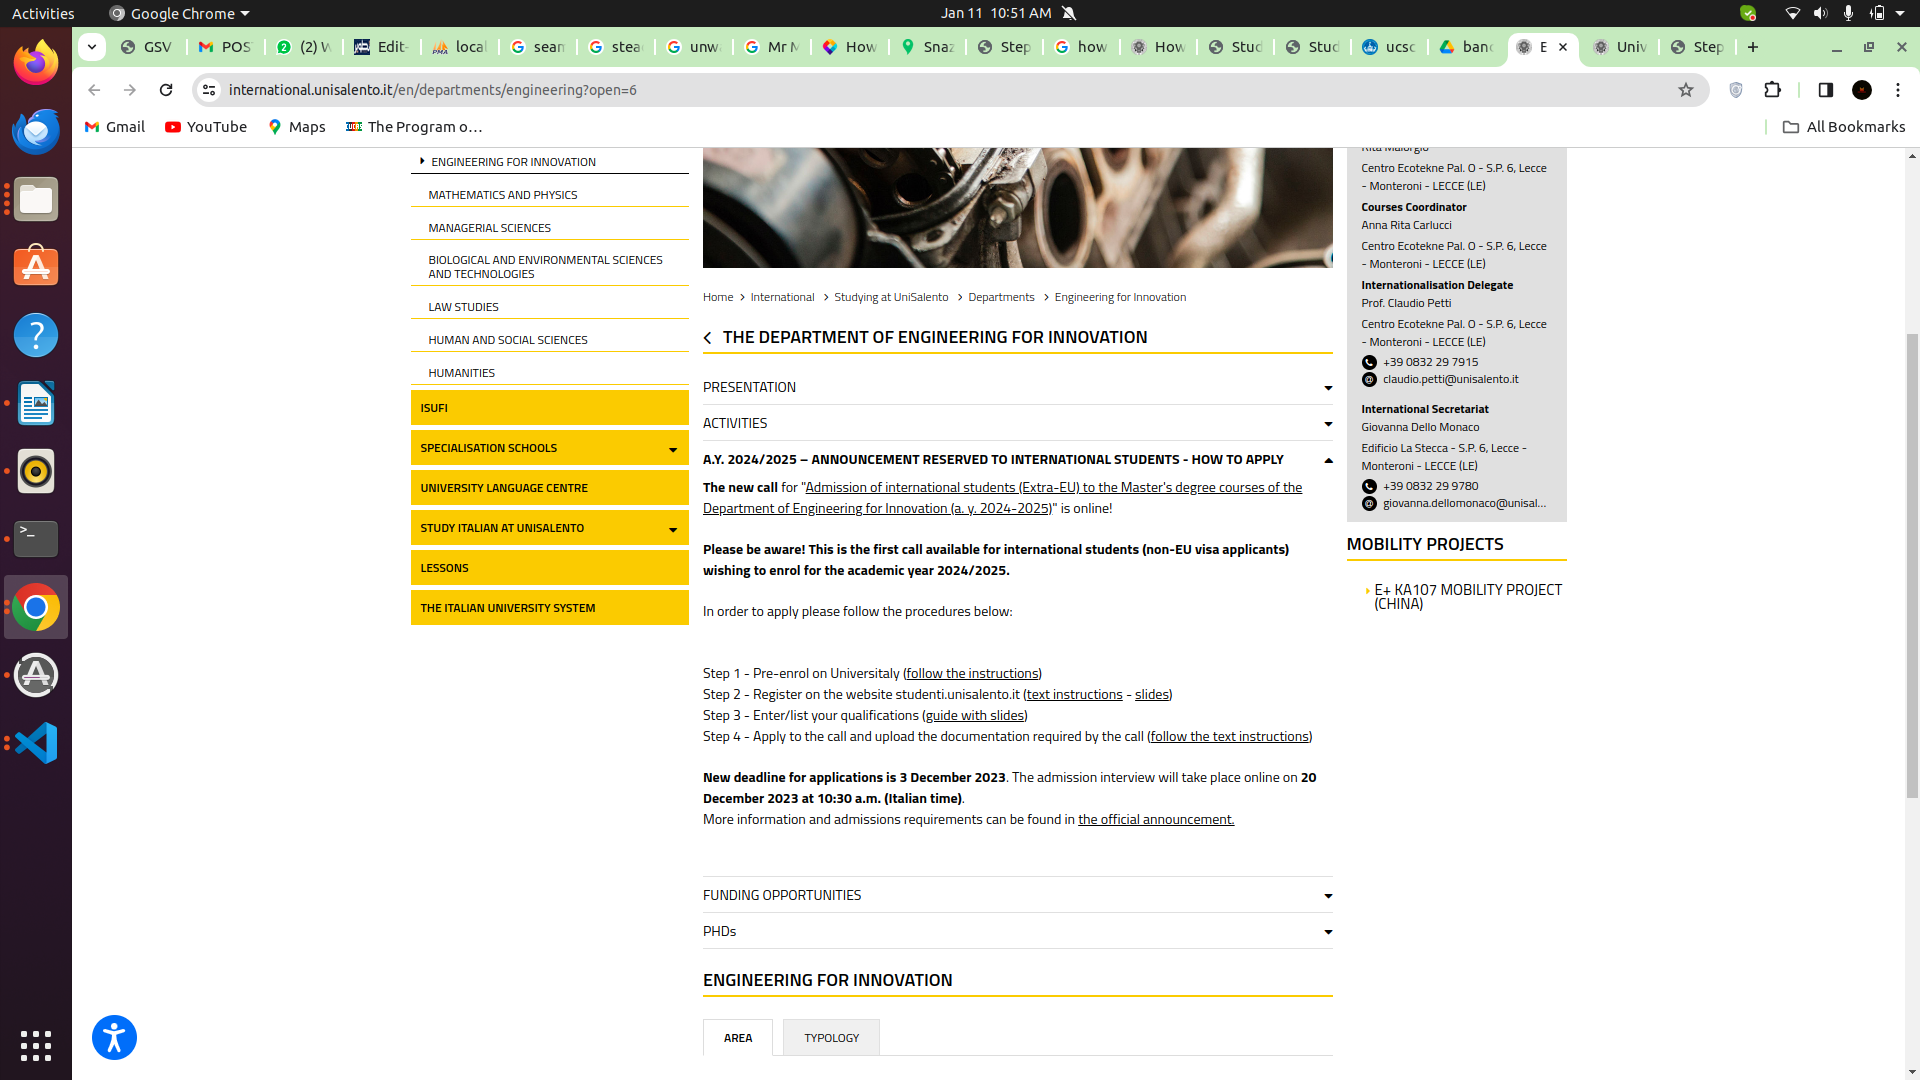 Activities
Google Chrome
Jan 11 10:51 AM
GSV
POS
(2) W
Edit-
local
sean
stea
unw
Mr M
How
Snaz
Step
how
How
Stud
Stud
ucsc
banc
E
Univ
Step
international.unisalento.it/en/departments/engineering?open=6
Gmail
YouTube
Maps
The Program o...
All Bookmarks
ENGINEERING FOR INNOVATION
MATHEMATICS AND PHYSICS
MANAGERIAL SCIENCES
BIOLOGICAL AND ENVIRONMENTAL SCIENCES
AND TECHNOLOGIES
LAW STUDIES
HUMAN AND SOCIAL SCIENCES
HUMANITIES
ISUFI
SPECIALISATION SCHOOLS
UNIVERSITY LANGUAGE CENTRE
STUDY ITALIAN AT UNISALENTO
LESSONS
THE ITALIAN UNIVERSITY SYSTEM
Home > International > Studying at UniSalento > Departments > Engineering for Innovation
THE DEPARTMENT OF ENGINEERING FOR INNOVATION
PRESENTATION
ACTIVITIES
A.Y. 2024/2025 – ANNOUNCEMENT RESERVED TO INTERNATIONAL STUDENTS - HOW TO APPLY
The new call for "Admission of international students (Extra-EU) to the Master's degree courses of the
Department of Engineering for Innovation (a. y. 2024-2025)" is online!
Please be aware! This is the first call available for international students (non-EU visa applicants)
wishing to enrol for the academic year 2024/2025.
In order to apply please follow the procedures below:
Step 1 - Pre-enrol on Universitaly (follow the instructions)
Step 2 - Register on the website studenti.unisalento.it (text instructions - slides)
Step 3 - Enter/list your qualifications (guide with slides)
Step 4 - Apply to the call and upload the documentation required by the call (follow the text instructions)
New deadline for applications is 3 December 2023. The admission interview will take place online on 20
December 2023 at 10:30 a.m. (Italian time).
More information and admissions requirements can be found in the official announcement.
FUNDING OPPORTUNITIES
PHDs
ENGINEERING FOR INNOVATION
AREA
TYPOLOGY
Rita Maiorgio
Centro Ecotekne Pal. O - S.P. 6, Lecce
- Monteroni - LECCE (LE)
Courses Coordinator
Anna Rita Carlucci
Centro Ecotekne Pal. O - S.P. 6, Lecce
- Monteroni - LECCE (LE)
Internationalisation Delegate
Prof. Claudio Petti
Centro Ecotekne Pal. O - S.P. 6, Lecce
- Monteroni - LECCE (LE)
+39 0832 29 7915
claudio.petti@unisalento.it
International Secretariat
Giovanna Dello Monaco
Edificio La Stecca - S.P. 6, Lecce -
Monteroni - LECCE (LE)
+39 0832 29 9780
giovanna.dellomonaco@unisal...
MOBILITY PROJECTS
E+ KA107 MOBILITY PROJECT
(CHINA)